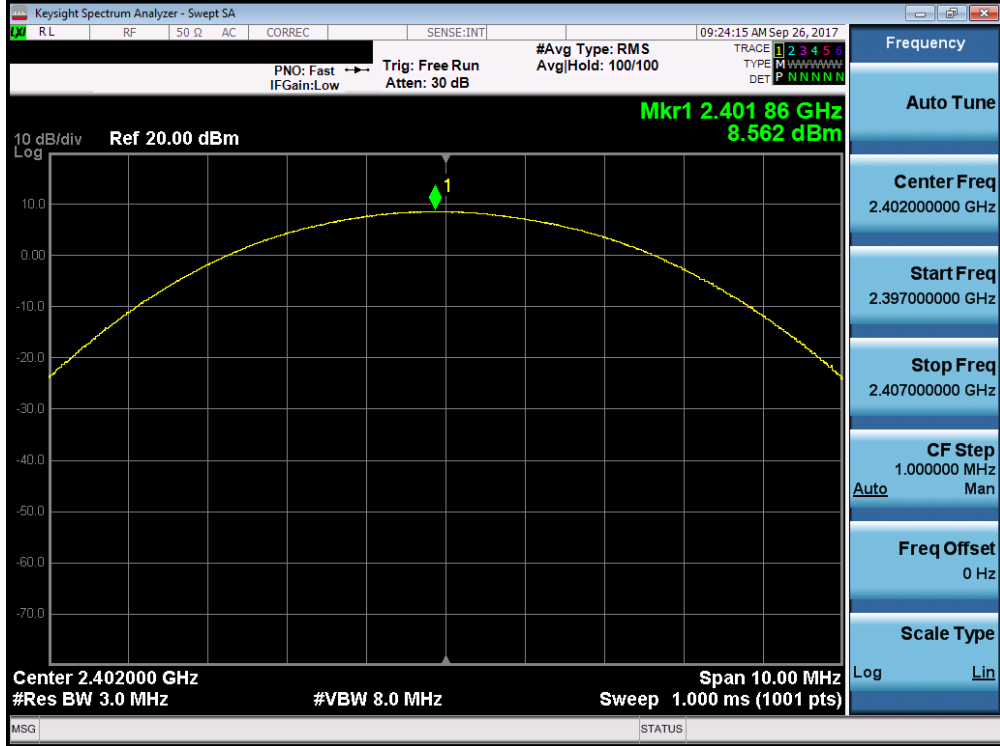 Keysight Spectrum Analyzer - Swept SA
LXI RL RF 50 Ω AC CORREC SENSE:INT 09:24:15 AM Sep 26, 2017
PNO: Fast
IFGain:Low
Trig: Free Run
Atten: 30 dB
#Avg Type: RMS
Avg|Hold: 100/100
TRACE 1 2 3 4 5 6
TYPE M WWWWW
DET P N N N N N
Mkr1 2.401 86 GHz
8.562 dBm
10 dB/div Ref 20.00 dBm
Log
1
10.0
0.00
-10.0
-20.0
-30.0
-40.0
-50.0
-60.0
-70.0
Center 2.402000 GHz Span 10.00 MHz
#Res BW 3.0 MHz #VBW 8.0 MHz Sweep 1.000 ms (1001 pts)
MSG STATUS
Frequency
Auto Tune
Center Freq
2.402000000 GHz
Start Freq
2.397000000 GHz
Stop Freq
2.407000000 GHz
CF Step
1.000000 MHz
Auto Man
Freq Offset
0 Hz
Scale Type
Log Lin